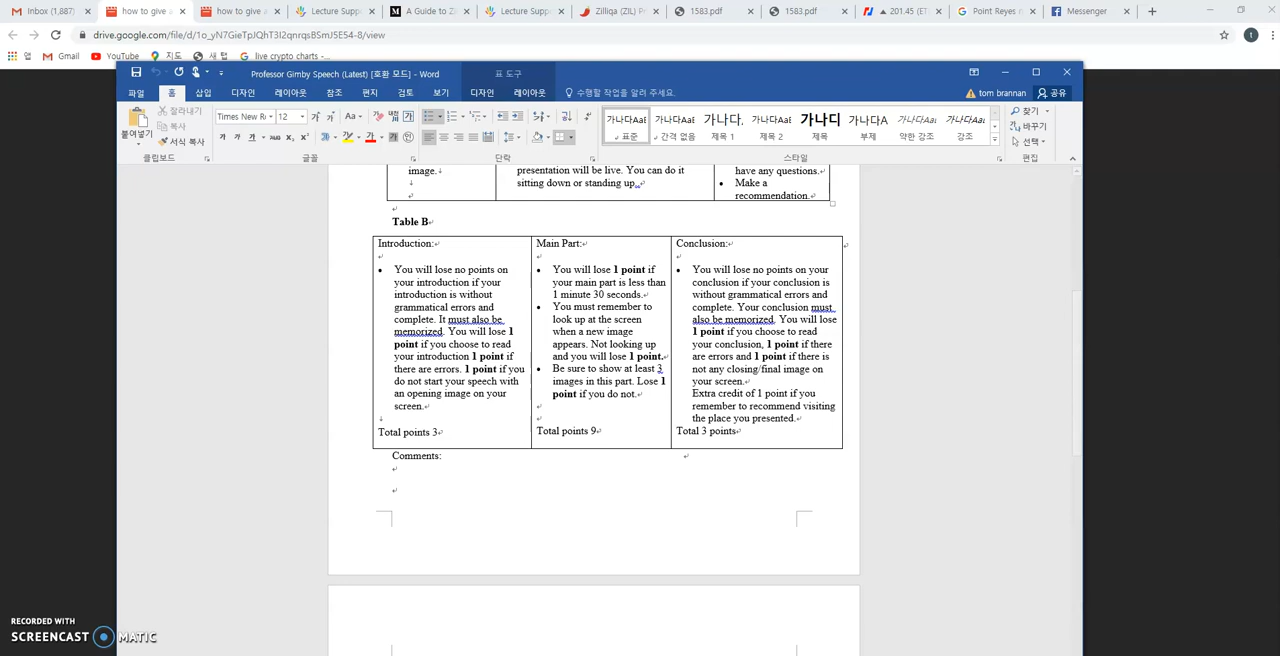 Inbox (1,887)
how to give a
how to give a
Lecture Supp
A Guide to Zi
Lecture Supp
Zilliqa (ZIL) P
1583.pdf
1583.pdf
201.45 (ET
Point Reyes n
Messenger
drive.google.com/file/d/1o_yN7GieTpJQhT3I2qnrqsBSmJ5E54-8/view
앱
Gmail
YouTube
지도
새 탭
live crypto charts -...
Professor Gimby Speech (Latest) [호환 모드] - Word
표 도구
파일
홈
삽입
디자인
레이아웃
참조
편지
검토
보기
디자인
레이아웃
수행할 작업을 알려 주세요.
tom brannan
공유
붙여넣기
잘라내기
복사
서식 복사
클립보드
Times New R
12
글꼴
단락
가나다AaE
표준
가나다AaE
간격 없음
가나다,
제목 1
가나다AaE
제목 2
가나디
제목
가나다A
부제
가나다AaE
약한 강조
가나다AaE
강조
스타일
찾기
바꾸기
선택
편집
image.
presentation will be live. You can do it
sitting down or standing up.
have any questions.
Make a
recommendation.
Table B
Introduction:
You will lose no points on
your introduction if your
introduction is without
grammatical errors and
complete. It must also be
memorized. You will lose 1
point if you choose to read
your introduction 1 point if
there are errors. 1 point if you
do not start your speech with
an opening image on your
screen.
Total points 3
Main Part:
You will lose 1 point if
your main part is less than
1 minute 30 seconds.
You must remember to
look up at the screen
when a new image
appears. Not looking up
and you will lose 1 point.
Be sure to show at least 3
images in this part. Lose 1
point if you do not.
Total points 9
Conclusion:
You will lose no points on your
conclusion if your conclusion is
without grammatical errors and
complete. Your conclusion must
also be memorized. You will lose
1 point if you choose to read
your conclusion, 1 point if there
are errors and 1 point if there is
not any closing/final image on
your screen.
Extra credit of 1 point if you
remember to recommend visiting
the place you presented.
Total 3 points
Comments:
RECORDED WITH
SCREENCAST MATIC